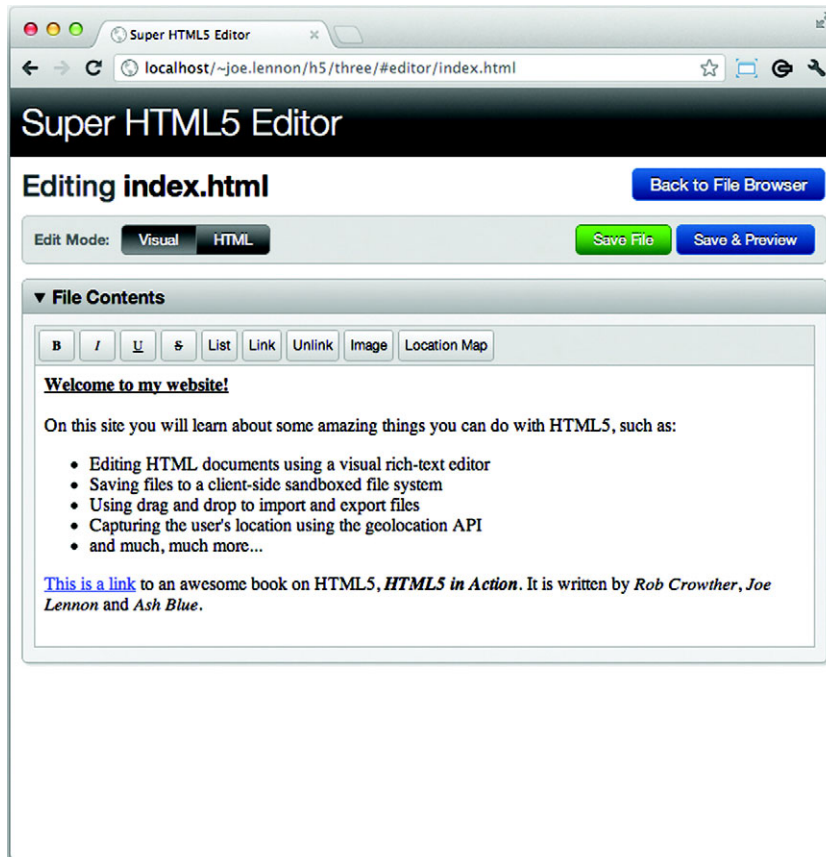 Super HTML5 Editor
localhost/~joe.lennon/h5/three/#editor/index.html
Super HTML5 Editor
Editing index.html
Back to File Browser
Edit Mode:
Visual
HTML
Save File
Save & Preview
▼ File Contents
B
I
U
S
List
Link
Unlink
Image
Location Map
Welcome to my website!
On this site you will learn about some amazing things you can do with HTML5, such as:
• Editing HTML documents using a visual rich-text editor
• Saving files to a client-side sandboxed file system
• Using drag and drop to import and export files
• Capturing the user's location using the geolocation API
• and much, much more...
This is a link to an awesome book on HTML5, HTML5 in Action. It is written by Rob Crowther, Joe
Lennon and Ash Blue.